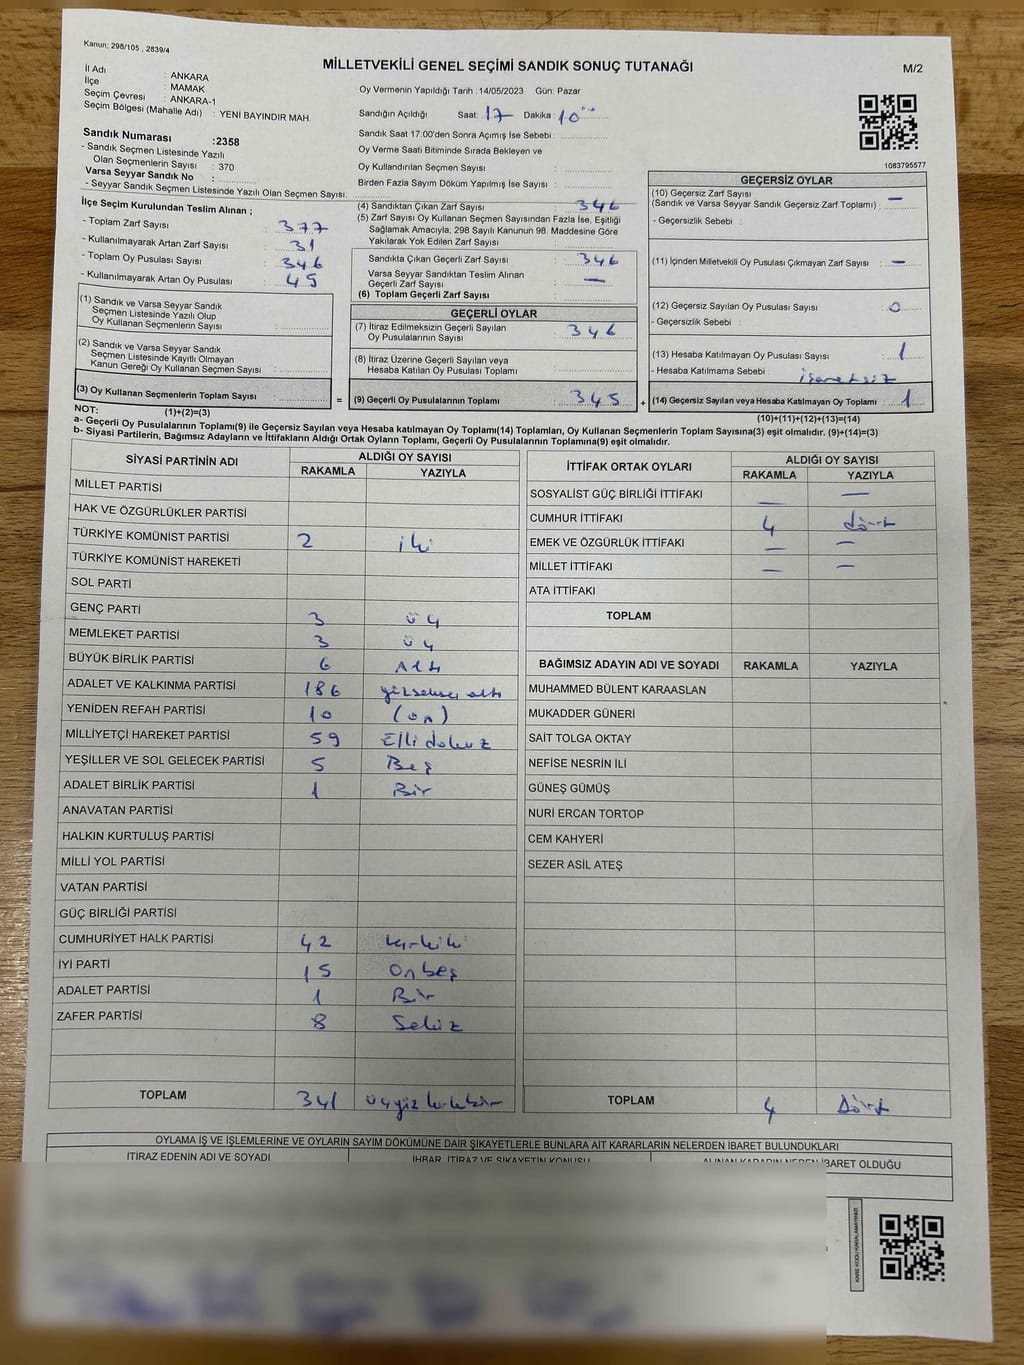 Kanun: 298/105 , 2839/4
MİLLETVEKİLİ GENEL SEÇİMİ SANDIK SONUÇ TUTANAĞI
M/2
İl Adı : ANKARA
İlçe : MAMAK
Seçim Çevresi : ANKARA-1
Seçim Bölgesi (Mahalle Adı) : YENİ BAYINDIR MAH.
Sandık Numarası :2358
- Sandık Seçmen Listesinde Yazılı
Olan Seçmenlerin Sayısı : 370
Varsa Seyyar Sandık No :
- Seyyar Sandık Seçmen Listesinde Yazılı Olan Seçmen Sayısı:
İlçe Seçim Kurulundan Teslim Alınan ;
- Toplam Zarf Sayısı : 377
- Kullanılmayarak Artan Zarf Sayısı : 31
- Toplam Oy Pusulası Sayısı : 346
- Kullanılmayarak Artan Oy Pusulası : 45
(1) Sandık ve Varsa Seyyar Sandık
Seçmen Listesinde Yazılı Olup
Oy Kullanan Seçmenlerin Sayısı :
(2) Sandık ve Varsa Seyyar Sandık
Seçmen Listesinde Kayıtlı Olmayan
Kanun Gereği Oy Kullanan Seçmen Sayısı :
(3) Oy Kullanan Seçmenlerin Toplam Sayısı :
Oy Vermenin Yapıldığı Tarih :14/05/2023 Gün: Pazar
Sandığın Açıldığı Saat: 17 Dakika : 10
Sandık Saat 17:00'den Sonra Açımış İse Sebebi :
Oy Verme Saati Bitiminde Sırada Bekleyen ve
Oy Kullandırılan Seçmen Sayısı :
Birden Fazla Sayım Döküm Yapılmış İse Sayısı :
(4) Sandıktan Çıkan Zarf Sayısı : 346
(5) Zarf Sayısı Oy Kullanan Seçmen Sayısından Fazla İse, Eşitliği
Sağlamak Amacıyla, 298 Sayılı Kanunun 98. Maddesine Göre
Yakılarak Yok Edilen Zarf Sayısı :
Sandıkta Çıkan Geçerli Zarf Sayısı : 346
Varsa Seyyar Sandıktan Teslim Alınan
Geçerli Zarf Sayısı : —
(6) Toplam Geçerli Zarf Sayısı :
GEÇERLİ OYLAR
(7) İtiraz Edilmeksizin Geçerli Sayılan
Oy Pusulalarının Sayısı : 346
(8) İtiraz Üzerine Geçerli Sayılan veya
Hesaba Katılan Oy Pusulası Toplamı :
= (9) Geçerli Oy Pusulalarının Toplamı : 345 +
1083795577
GEÇERSİZ OYLAR
(10) Geçersiz Zarf Sayısı
(Sandık ve Varsa Seyyar Sandık Geçersiz Zarf Toplamı) : —
- Geçersizlik Sebebi :
(11) İçinden Milletvekili Oy Pusulası Çıkmayan Zarf Sayısı : —
(12) Geçersiz Sayılan Oy Pusulası Sayısı : 0
- Geçersizlik Sebebi :
(13) Hesaba Katılmayan Oy Pusulası Sayısı : 1
- Hesaba Katılmama Sebebi : işaretsiz
(14) Geçersiz Sayılan veya Hesaba Katılmayan Oy Toplamı : 1
NOT: (1)+(2)=(3) (10)+(11)+(12)+(13)=(14)
a- Geçerli Oy Pusulalarının Toplamı(9) ile Geçersiz Sayılan veya Hesaba Katılmayan Oy Toplamı(14) Toplamları, Oy Kullanan Seçmenlerin Toplam Sayısına(3) eşit olmalıdır. (9)+(14)=(3)
b- Siyasi Partilerin, Bağımsız Adayların ve İttifakların Aldığı Ortak Oyların Toplamı, Geçerli Oy Pusulalarının Toplamına(9) eşit olmalıdır.
SİYASİ PARTİNİN ADI ALDIĞI OY SAYISI
RAKAMLA YAZIYLA
MİLLET PARTİSİ
HAK VE ÖZGÜRLÜKLER PARTİSİ
TÜRKİYE KOMÜNİST PARTİSİ 2 iki
TÜRKİYE KOMÜNİST HAREKETİ
SOL PARTİ
GENÇ PARTİ 3 üç
MEMLEKET PARTİSİ 3 üç
BÜYÜK BİRLİK PARTİSİ 6 Altı
ADALET VE KALKINMA PARTİSİ 186 yüzseksenaltı
YENİDEN REFAH PARTİSİ 10 (on)
MİLLİYETÇİ HAREKET PARTİSİ 59 Elli dokuz
YEŞİLLER VE SOL GELECEK PARTİSİ 5 Beş
ADALET BİRLİK PARTİSİ 1 Bir
ANAVATAN PARTİSİ
HALKIN KURTULUŞ PARTİSİ
MİLLİ YOL PARTİSİ
VATAN PARTİSİ
GÜÇ BİRLİĞİ PARTİSİ
CUMHURİYET HALK PARTİSİ 42 kırkiki
İYİ PARTİ 15 Onbeş
ADALET PARTİSİ 1 Bir
ZAFER PARTİSİ 8 Sekiz
TOPLAM 341 üçyüz kırkbir
İTTİFAK ORTAK OYLARI ALDIĞI OY SAYISI
RAKAMLA YAZIYLA
SOSYALİST GÜÇ BİRLİĞİ İTTİFAKI — —
CUMHUR İTTİFAKI 4 dört
EMEK VE ÖZGÜRLÜK İTTİFAKI — —
MİLLET İTTİFAKI — —
ATA İTTİFAKI
TOPLAM
BAĞIMSIZ ADAYIN ADI VE SOYADI RAKAMLA YAZIYLA
MUHAMMED BÜLENT KARAASLAN
MUKADDER GÜNERİ
SAİT TOLGA OKTAY
NEFİSE NESRİN İLİ
GÜNEŞ GÜMÜŞ
NURİ ERCAN TORTOP
CEM KAHYERİ
SEZER ASİL ATEŞ
TOPLAM 4 Dört
OYLAMA İŞ VE İŞLEMLERİNE VE OYLARIN SAYIM DÖKÜMÜNE DAİR ŞİKAYETLERLE BUNLARA AİT KARARLARIN NELERDEN İBARET BULUNDUKLARI
İTİRAZ EDENİN ADI VE SOYADI İHBAR, İTİRAZ VE ŞİKAYETİN KONUSU ALINAN KARARIN NEDEN İBARET OLDUĞU
KARE KODU KARALAMAYINIZ!